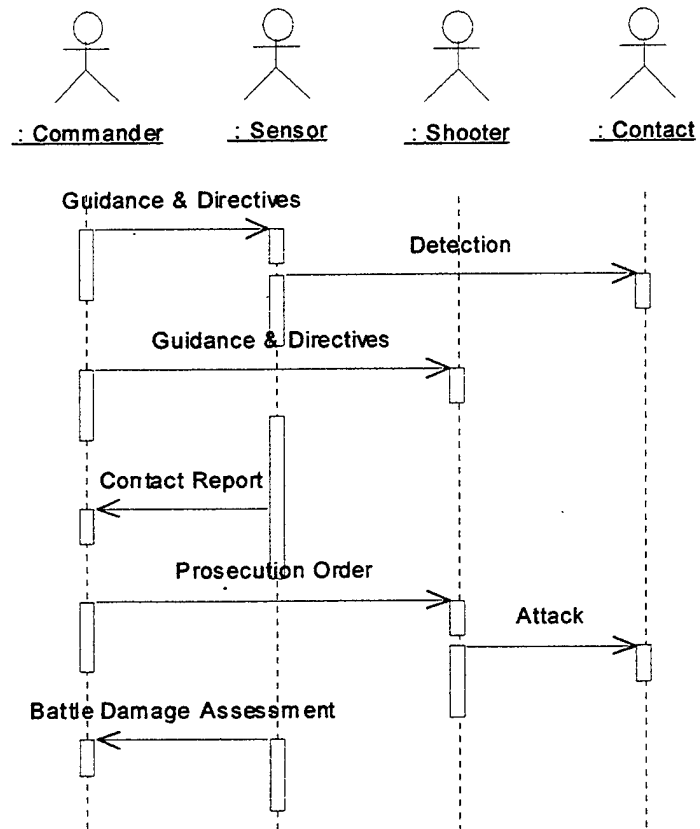 : Commander
: Sensor
: Shooter
: Contact
Guidance & Directives
Detection
Guidance & Directives
Contact Report
Prosecution Order
Attack
Battle Damage Assessment